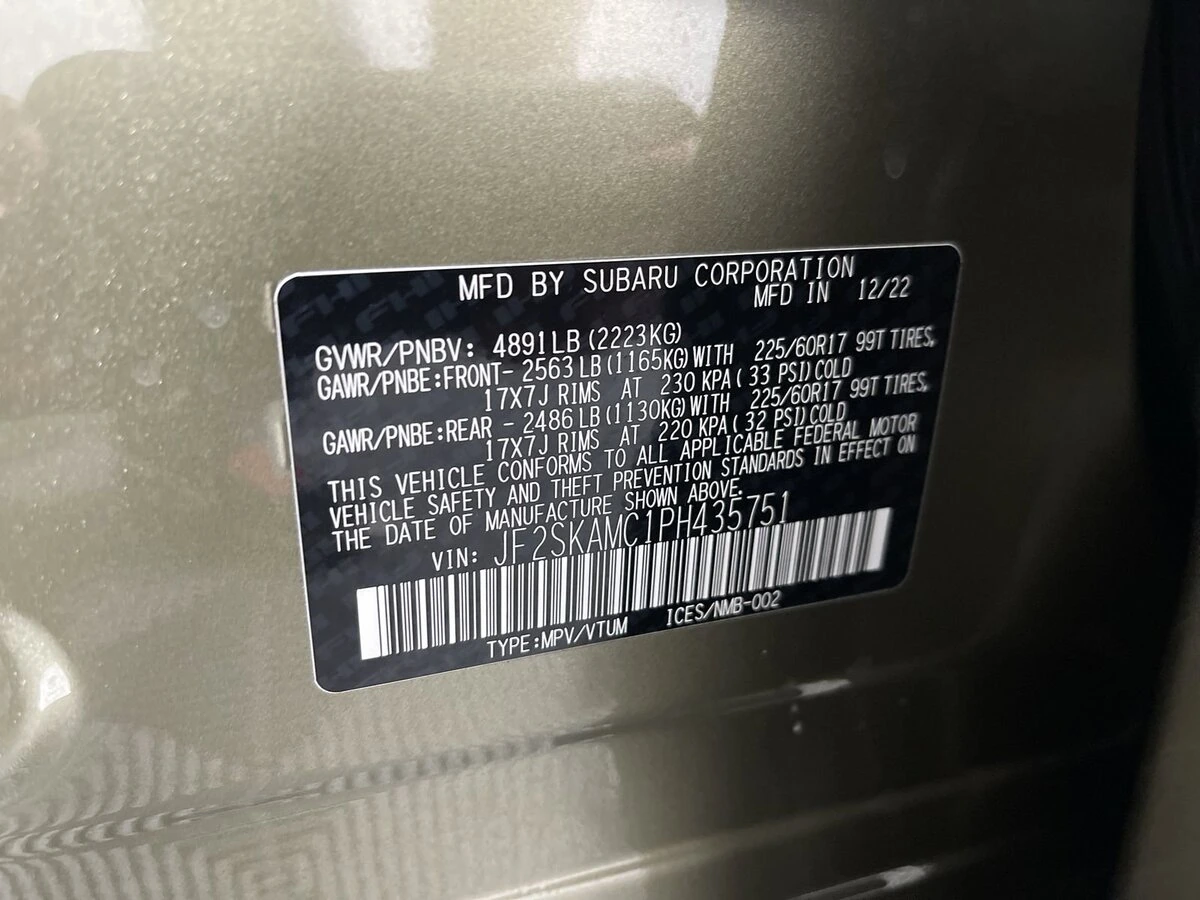 MFD BY SUBARU CORPORATION
MFD IN 12/22
GVWR/PNBV: 4891LB (2223KG)
GAWR/PNBE:FRONT- 2563 LB (1165KG) WITH 225/60R17 99T TIRES,
17X7J RIMS AT 230 KPA ( 33 PSI) COLD
GAWR/PNBE:REAR - 2486 LB (1130KG) WITH 225/60R17 99T TIRES,
17X7J RIMS AT 220 KPA ( 32 PSI) COLD
THIS VEHICLE CONFORMS TO ALL APPLICABLE FEDERAL MOTOR
VEHICLE SAFETY AND THEFT PREVENTION STANDARDS IN EFFECT ON
THE DATE OF MANUFACTURE SHOWN ABOVE.
VIN: JF2SKAMC1PH435751
TYPE:MPV/VTUM ICES/NMB-002